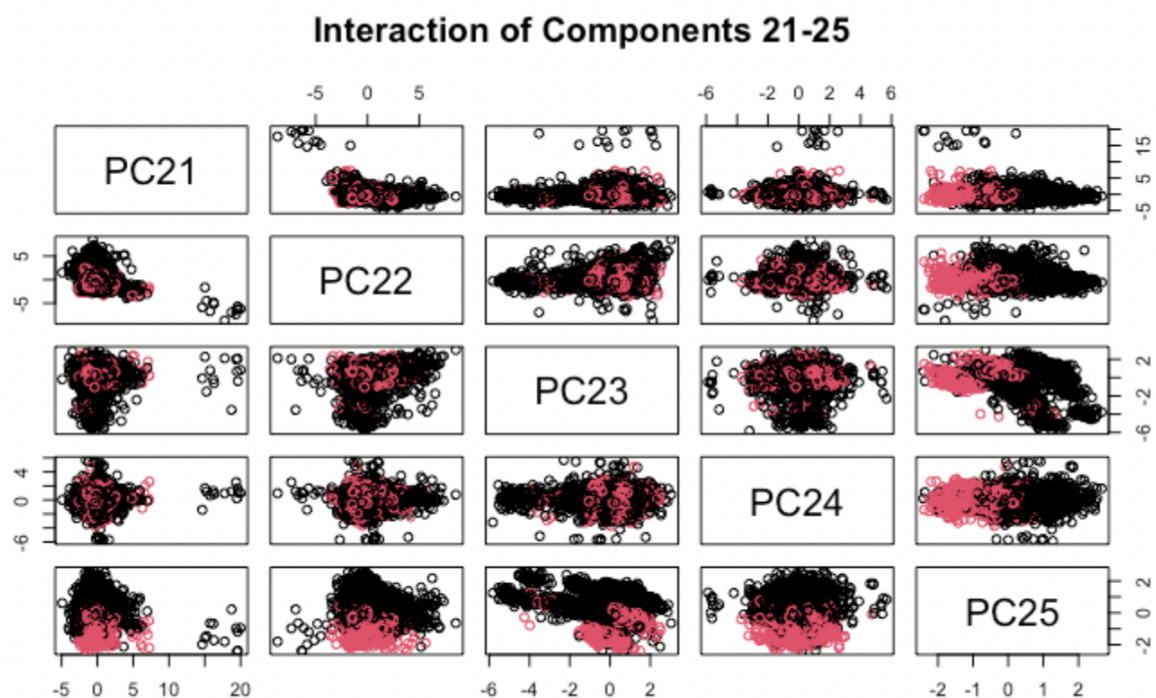 Interaction of Components 21-25
-5 0 5 -6 -2 0 2 4 6
PC21 -5 5 15
-5 5 PC22
PC23 -6 -2 2
-6 0 4 PC24
PC25 -2 0 2
-5 0 5 10 15 20 -6 -4 -2 0 2 -2 -1 0 1 2